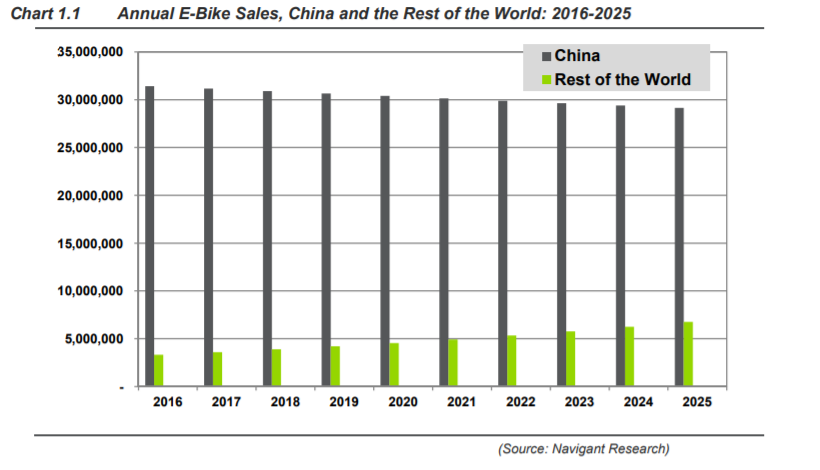 Chart 1.1 Annual E-Bike Sales, China and the Rest of the World: 2016-2025
China
Rest of the World
35,000,000
30,000,000
25,000,000
20,000,000
15,000,000
10,000,000
5,000,000
-
2016 2017 2018 2019 2020 2021 2022 2023 2024 2025
(Source: Navigant Research)